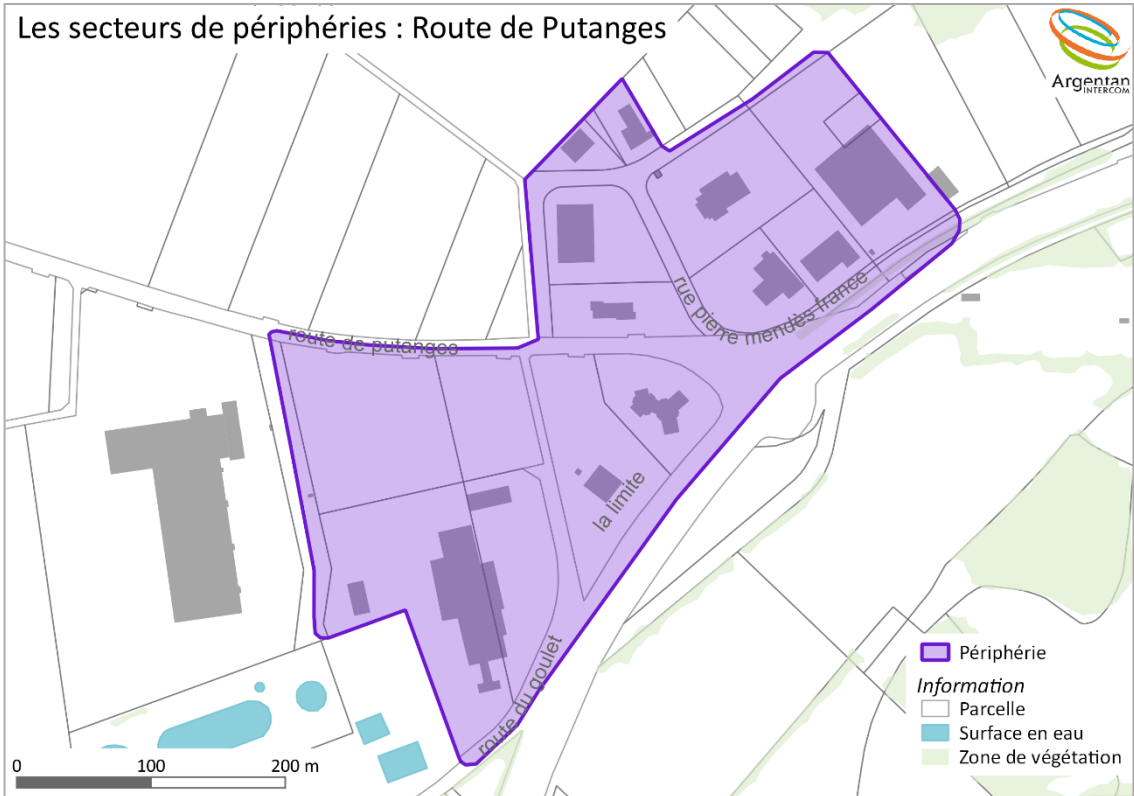 Les secteurs de périphéries : Route de Putanges
Argentan
INTERCOM
route de putanges
rue pierre mendès france
la limite
route du goulet
Périphérie
Information
Parcelle
Surface en eau
Zone de végétation
0 100 200 m